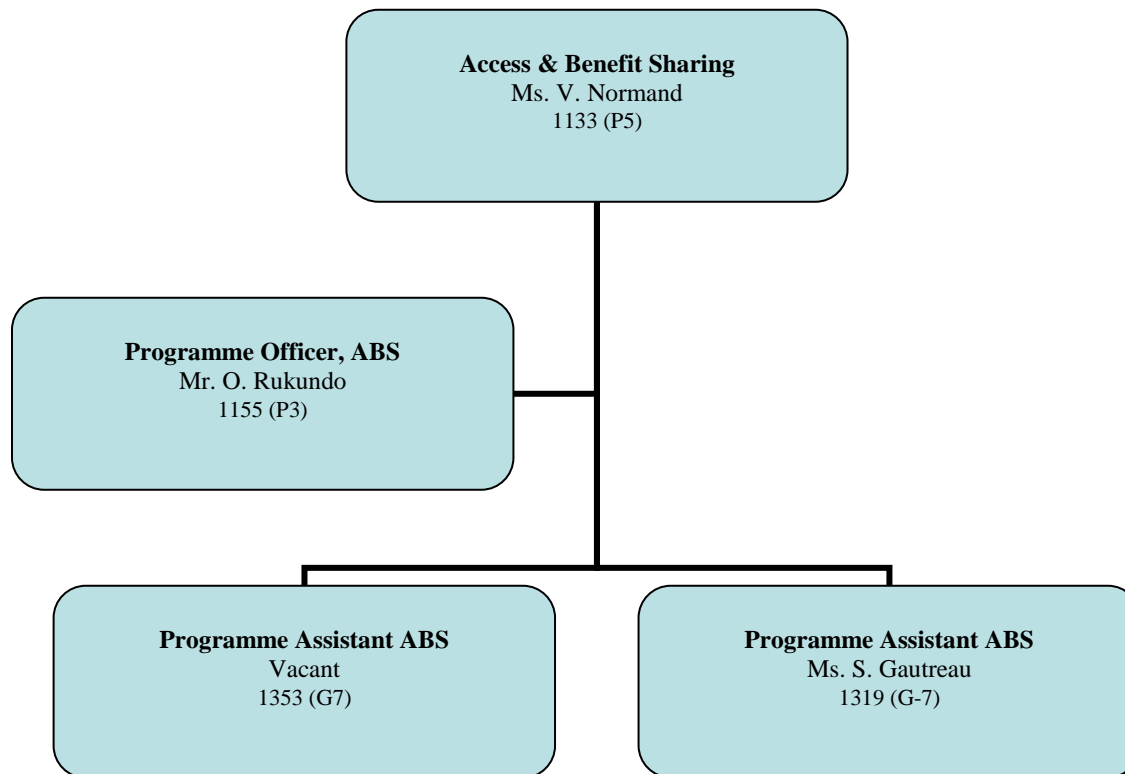 Access & Benefit Sharing
Ms. V. Normand
1133 (P5)
Programme Officer, ABS
Mr. O. Rukundo
1155 (P3)
Programme Assistant ABS
Vacant
1353 (G7)
Programme Assistant ABS
Ms. S. Gautreau
1319 (G-7)